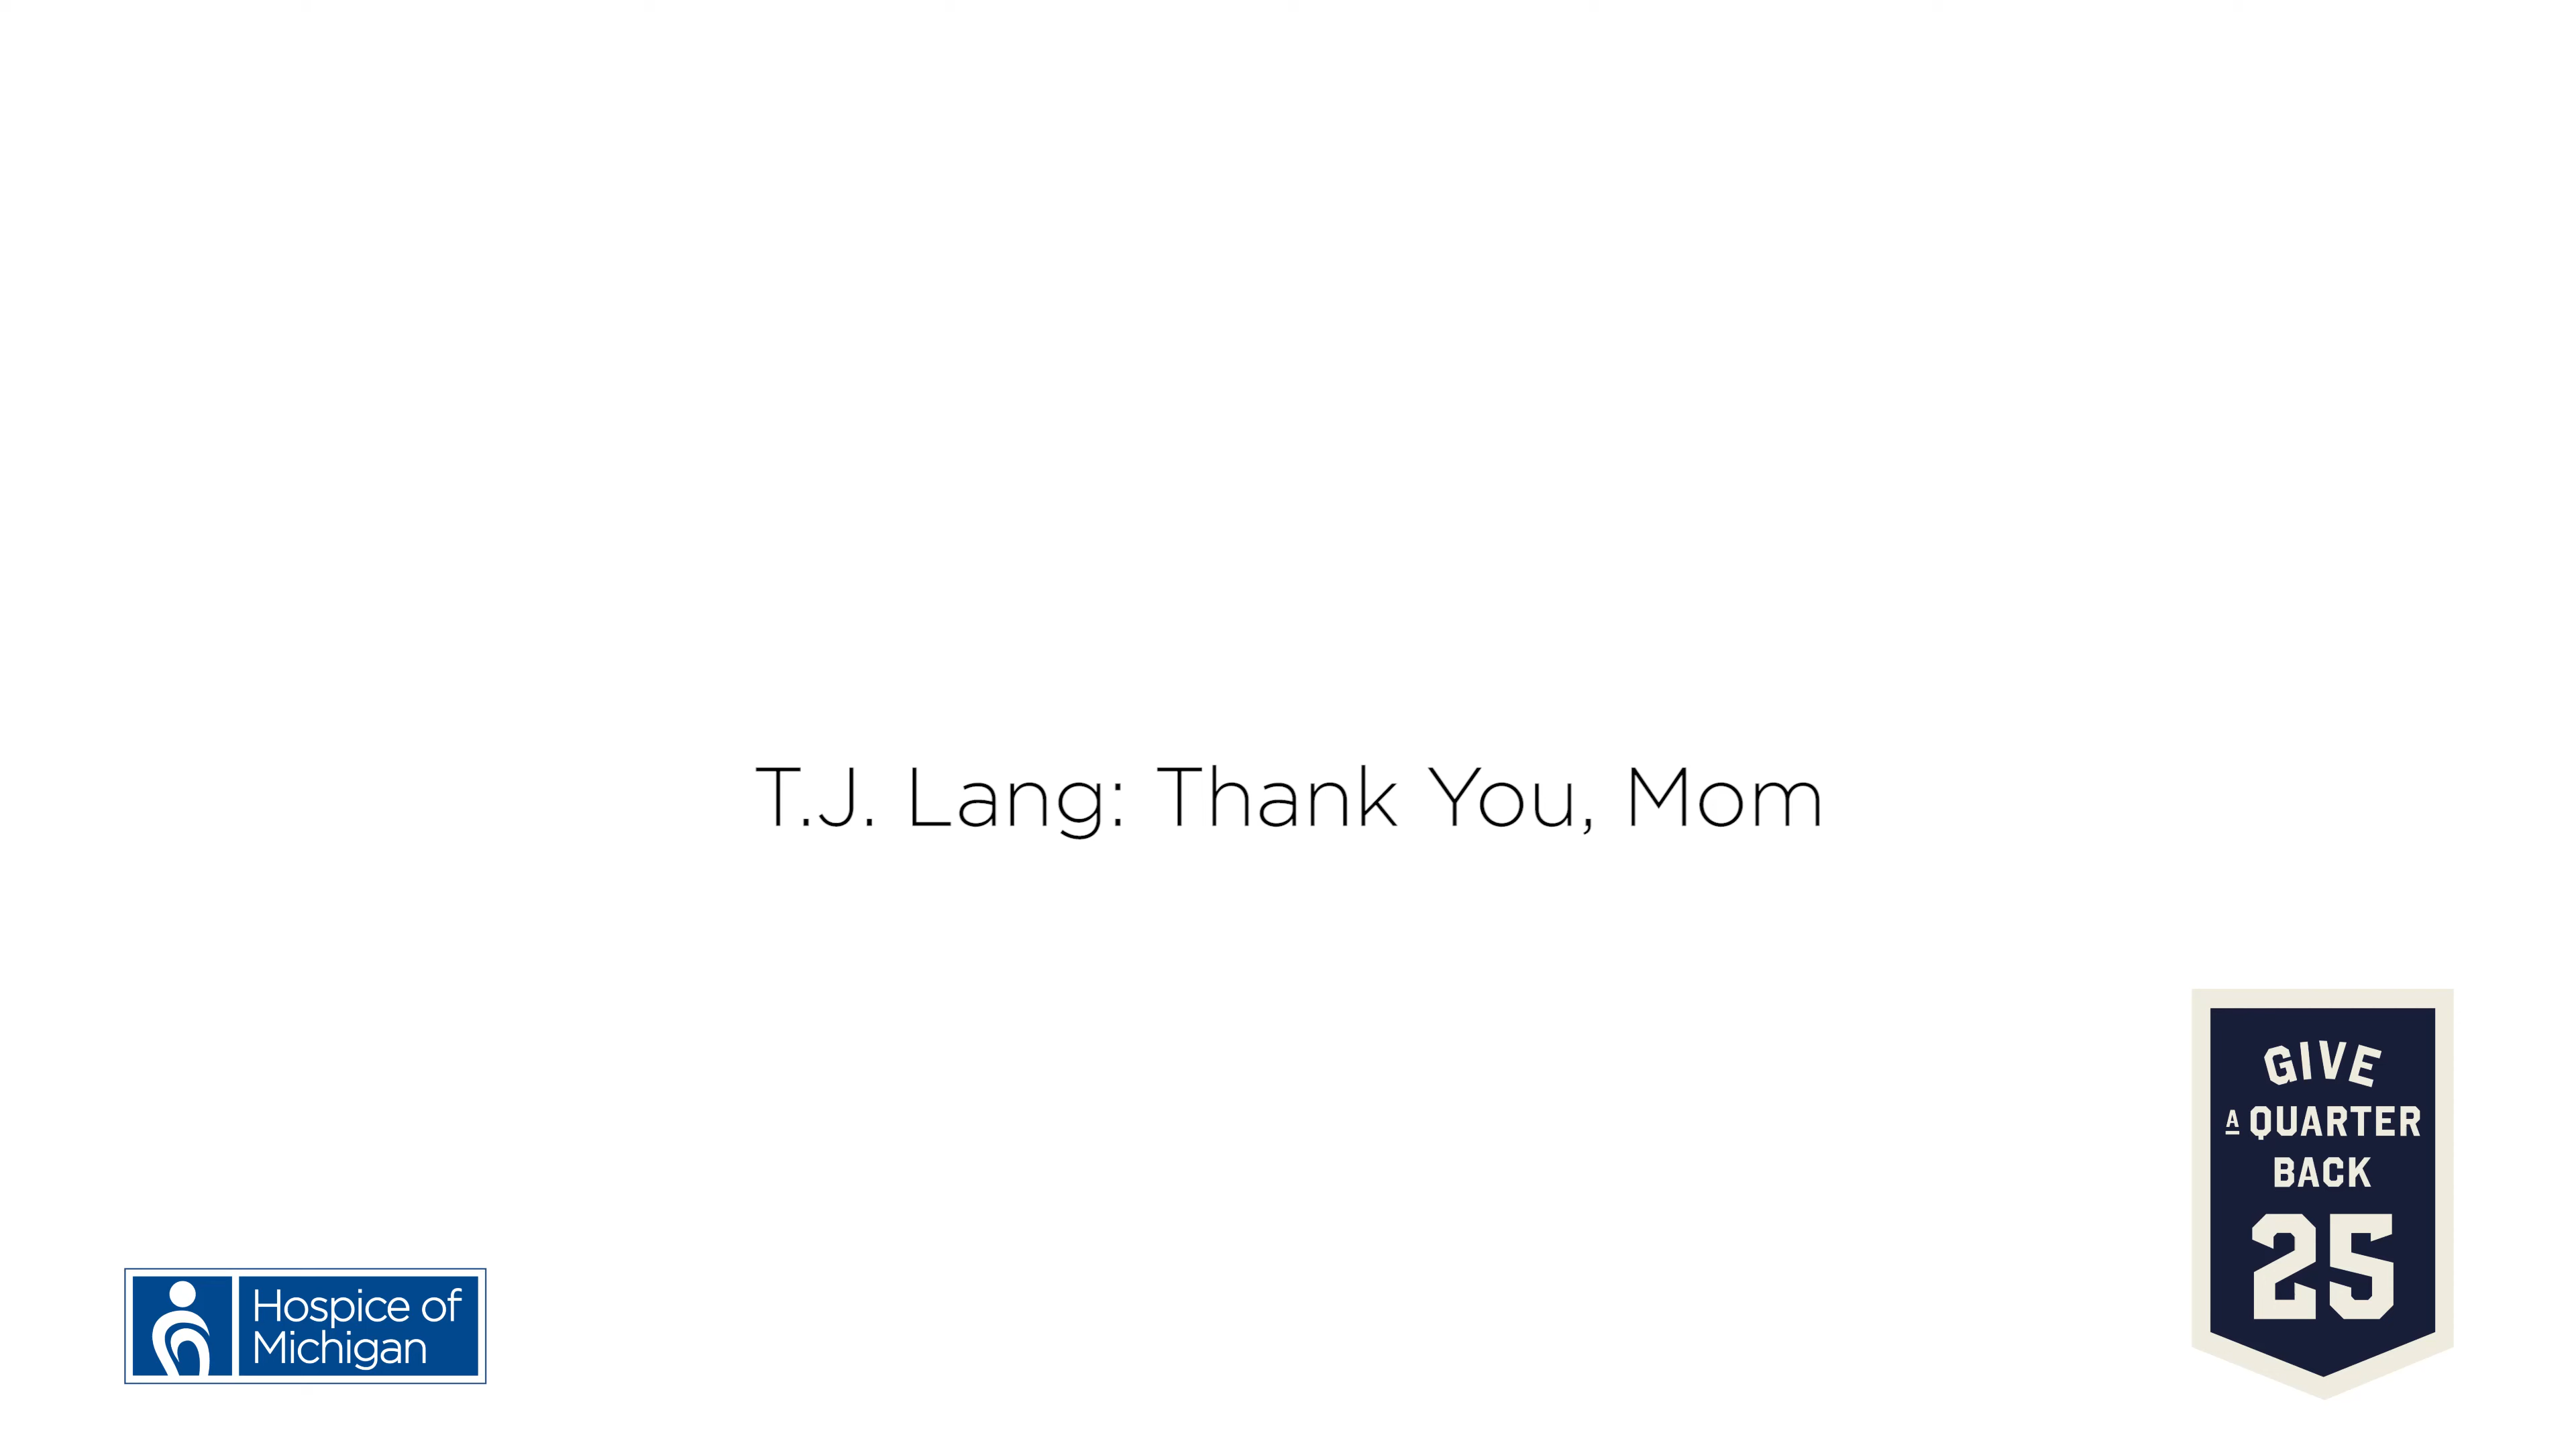 T.J. Lang: Thank You, Mom
GIVE
A QUARTER
BACK
25
Hospice of
Michigan